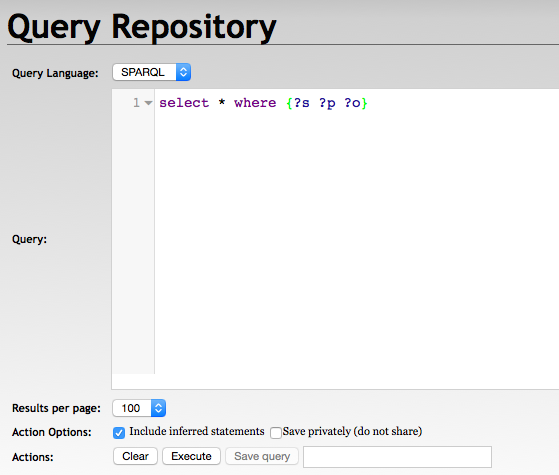 Query Repository
Query Language: SPARQL
1 select * where {?s ?p ?o}
Query:
Results per page: 100
Action Options: Include inferred statements Save privately (do not share)
Actions: Clear Execute Save query